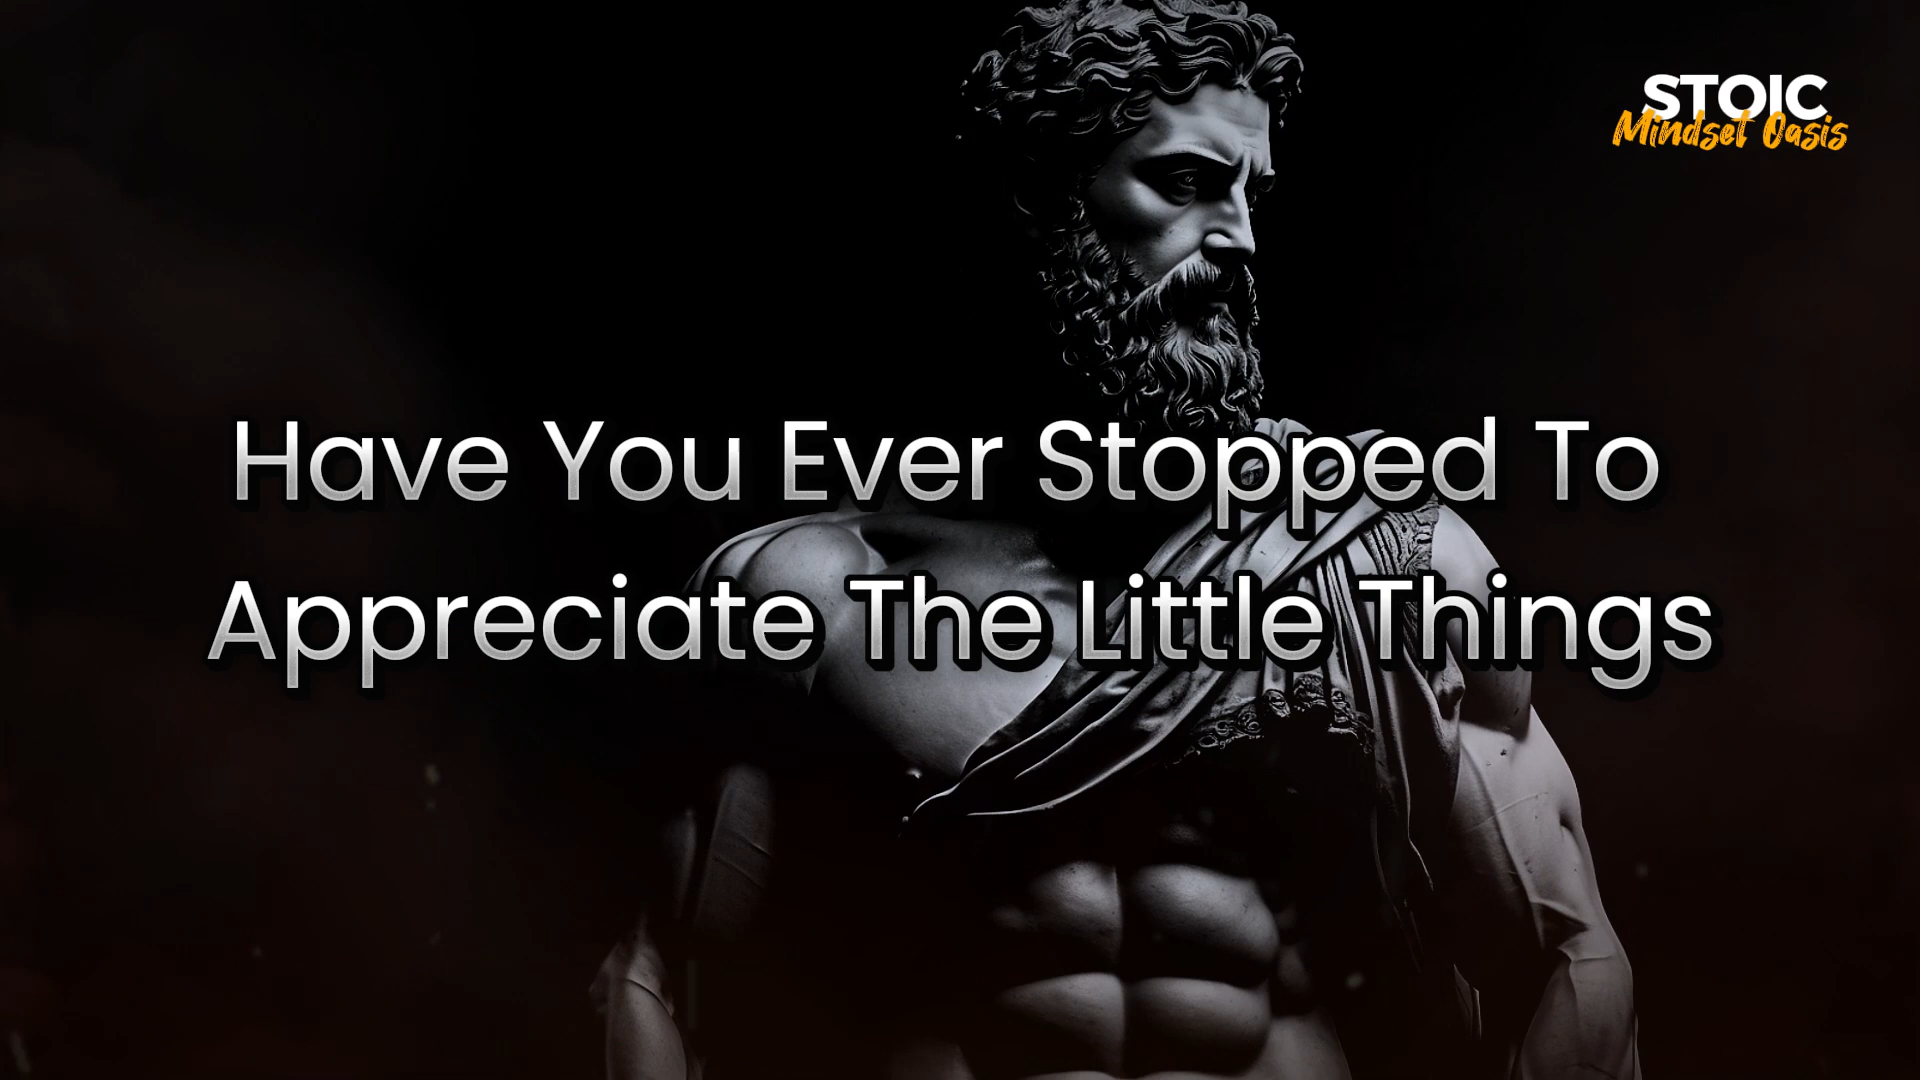 STOIC
Mindset Oasis
Have You Ever Stopped To
Appreciate The Little Things